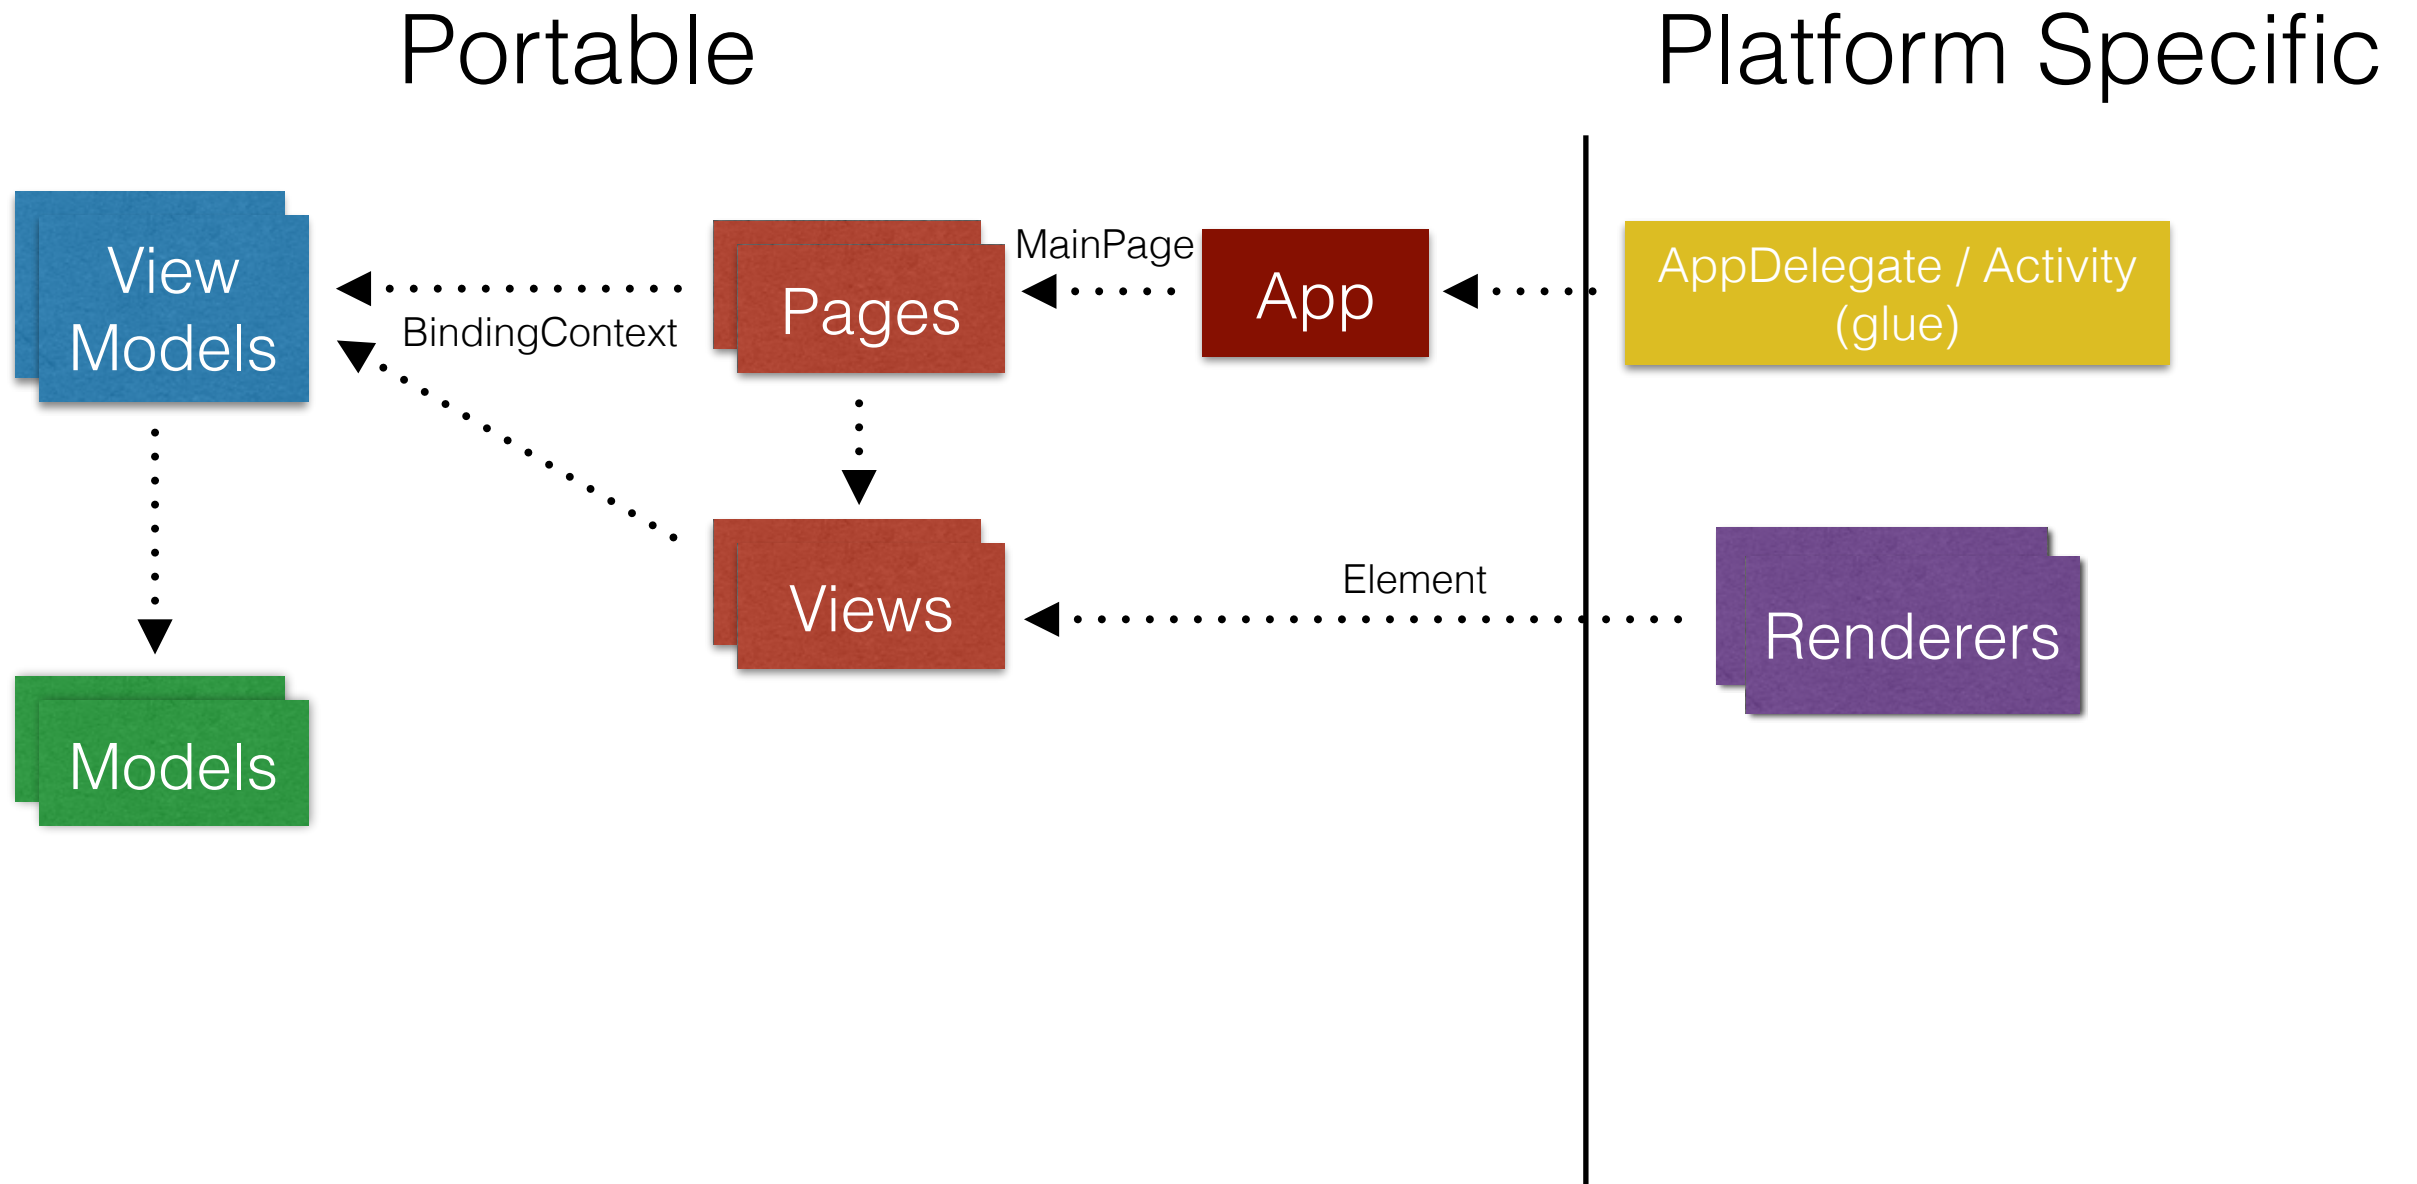 Portable
Platform Specific
View
Models
BindingContext
Pages
MainPage
App
AppDelegate / Activity
(glue)
Views
Element
Renderers
Models